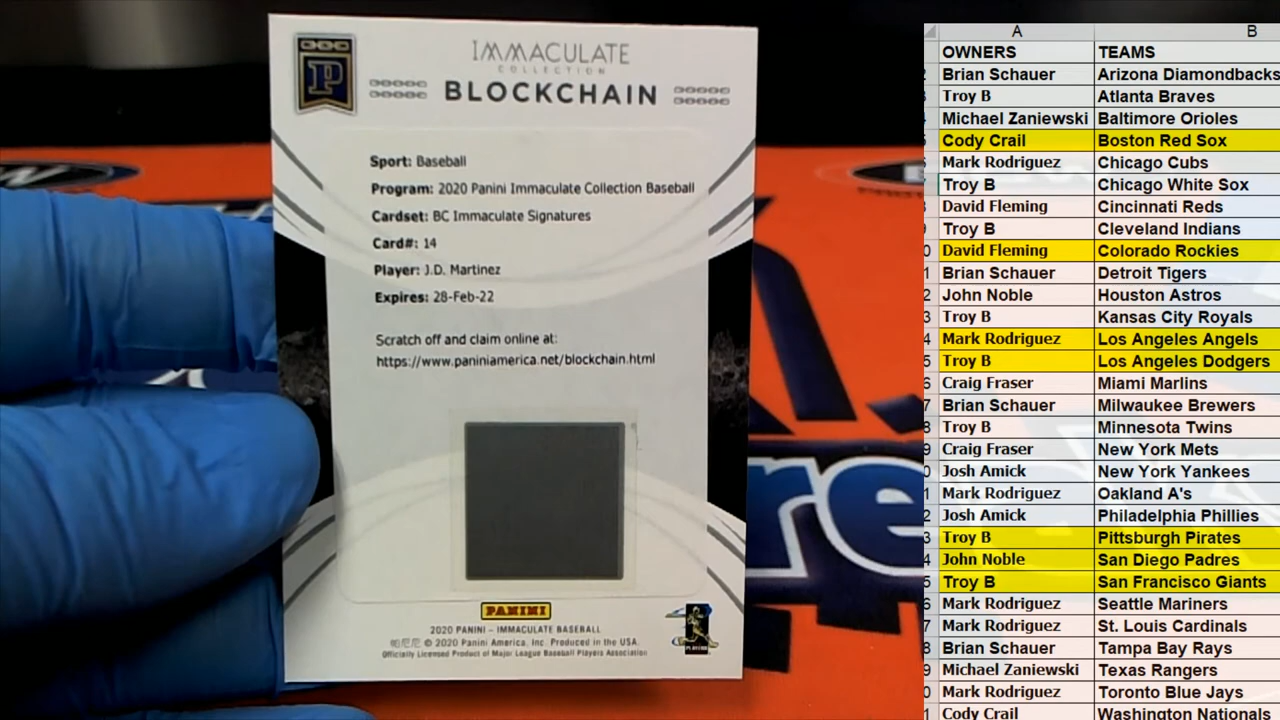 IMMACULATE
COLLECTION
BLOCKCHAIN
P
Sport: Baseball
Program: 2020 Panini Immaculate Collection Baseball
Cardset: BC Immaculate Signatures
Card#: 14
Player: J.D. Martinez
Expires: 28-Feb-22
Scratch off and claim online at:
https://www.paniniamerica.net/blockchain.html
PANINI
2020 PANINI – IMMACULATE BASEBALL
© 2020 Panini America, Inc. Produced in the USA.
Officially Licensed Product of Major League Baseball Players Association
re
A B
OWNERS TEAMS
Brian Schauer Arizona Diamondbacks
Troy B Atlanta Braves
Michael Zaniewski Baltimore Orioles
Cody Crail Boston Red Sox
Mark Rodriguez Chicago Cubs
Troy B Chicago White Sox
David Fleming Cincinnati Reds
Troy B Cleveland Indians
David Fleming Colorado Rockies
Brian Schauer Detroit Tigers
John Noble Houston Astros
Troy B Kansas City Royals
Mark Rodriguez Los Angeles Angels
Troy B Los Angeles Dodgers
Craig Fraser Miami Marlins
Brian Schauer Milwaukee Brewers
Troy B Minnesota Twins
Craig Fraser New York Mets
Josh Amick New York Yankees
Mark Rodriguez Oakland A's
Josh Amick Philadelphia Phillies
Troy B Pittsburgh Pirates
John Noble San Diego Padres
Troy B San Francisco Giants
Mark Rodriguez Seattle Mariners
Mark Rodriguez St. Louis Cardinals
Brian Schauer Tampa Bay Rays
Michael Zaniewski Texas Rangers
Mark Rodriguez Toronto Blue Jays
Cody Crail Washington Nationals